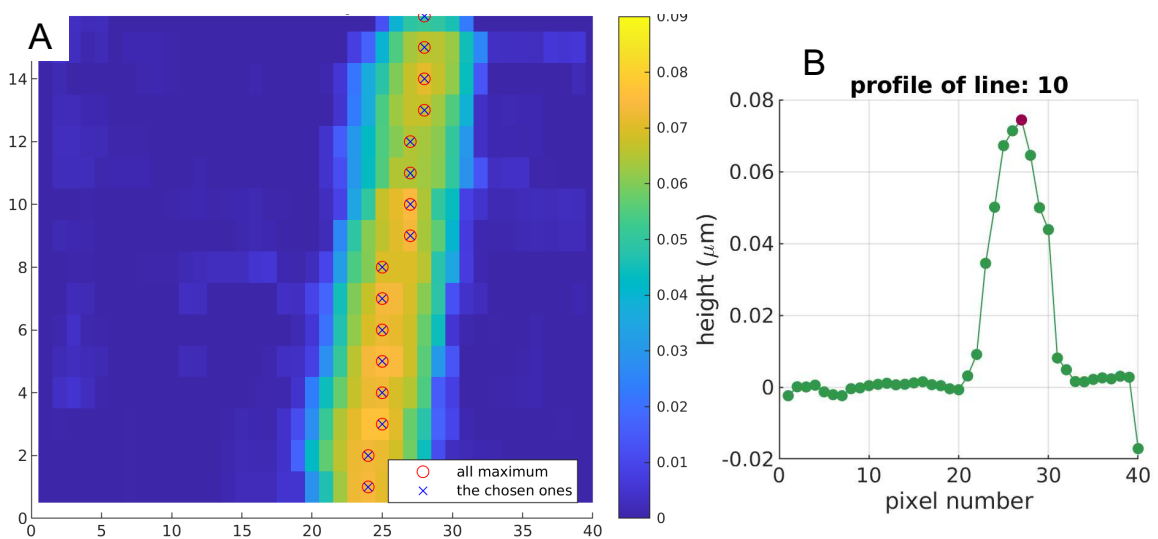 A
14
12
10
8
6
4
2
0
0 5 10 15 20 25 30 35 40
all maximum
the chosen ones
0.09
0.08
0.07
0.06
0.05
0.04
0.03
0.02
0.01
0
B
profile of line: 10
0.08
0.06
0.04
0.02
0
-0.02
height (μm)
0 10 20 30 40
pixel number